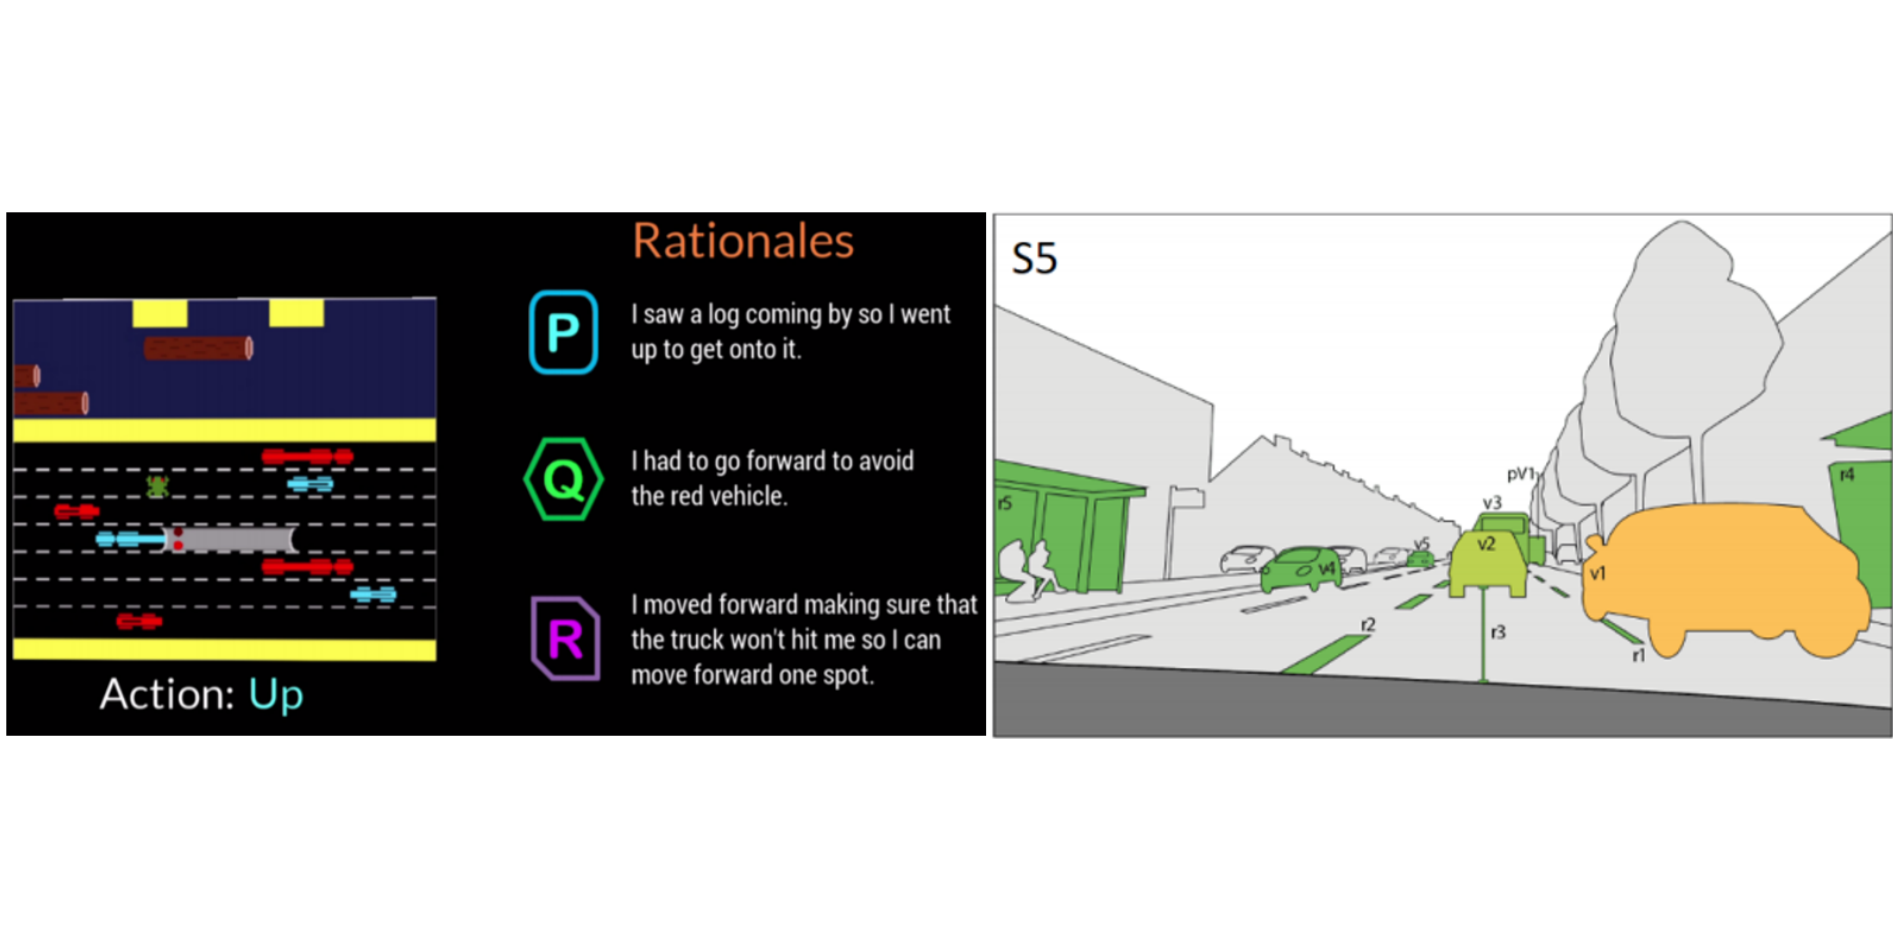 Rationales
P
I saw a log coming by so I went
up to get onto it.
Q
I had to go forward to avoid
the red vehicle.
R
I moved forward making sure that
the truck won't hit me so I can
move forward one spot.
Action: Up
S5
pV1
v3
r4
r5
v5
v2
v4
v1
r2
r3
r1